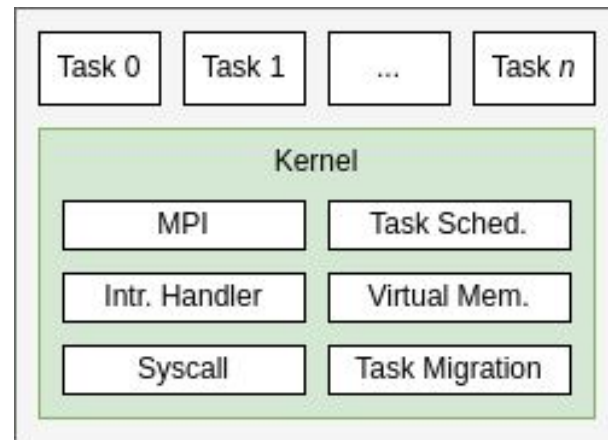 Task 0 Task 1 ... Task n
Kernel
MPI Task Sched.
Intr. Handler Virtual Mem.
Syscall Task Migration